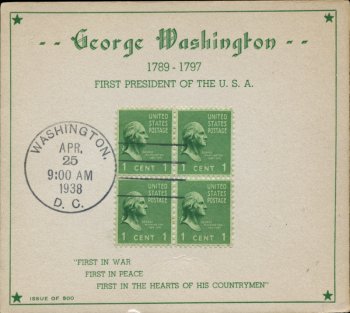 -- George Washington --
1789 - 1797
FIRST PRESIDENT OF THE U. S. A.
UNITED STATES POSTAGE
1 CENT 1
UNITED STATES POSTAGE
1 CENT 1
WASHINGTON,
APR.
25
9:00 AM
1938
D. C.
UNITED STATES POSTAGE
1 CENT 1
UNITED STATES POSTAGE
1 CENT 1
"FIRST IN WAR
FIRST IN PEACE
FIRST IN THE HEARTS OF HIS COUNTRYMEN"
ISSUE OF 500